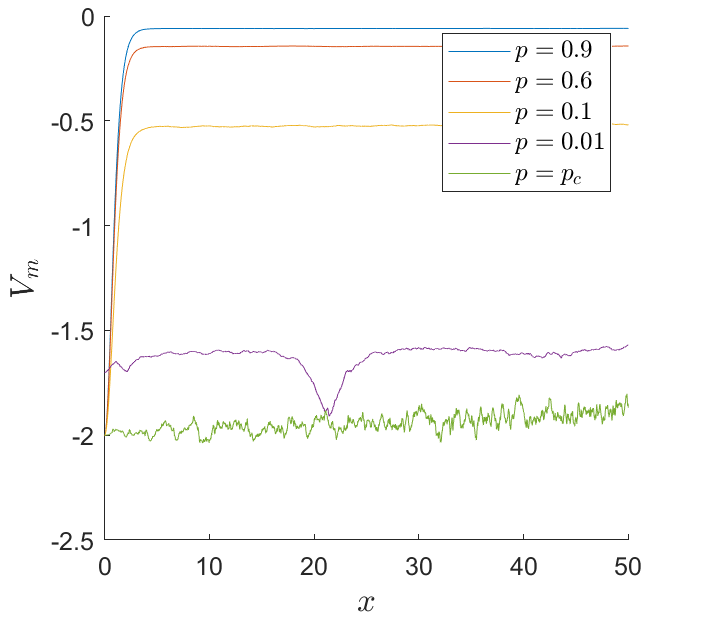 0
-0.5
-1
-1.5
-2
-2.5
V_m
0 10 20 30 40 50
x
p = 0.9
p = 0.6
p = 0.1
p = 0.01
p = p_c